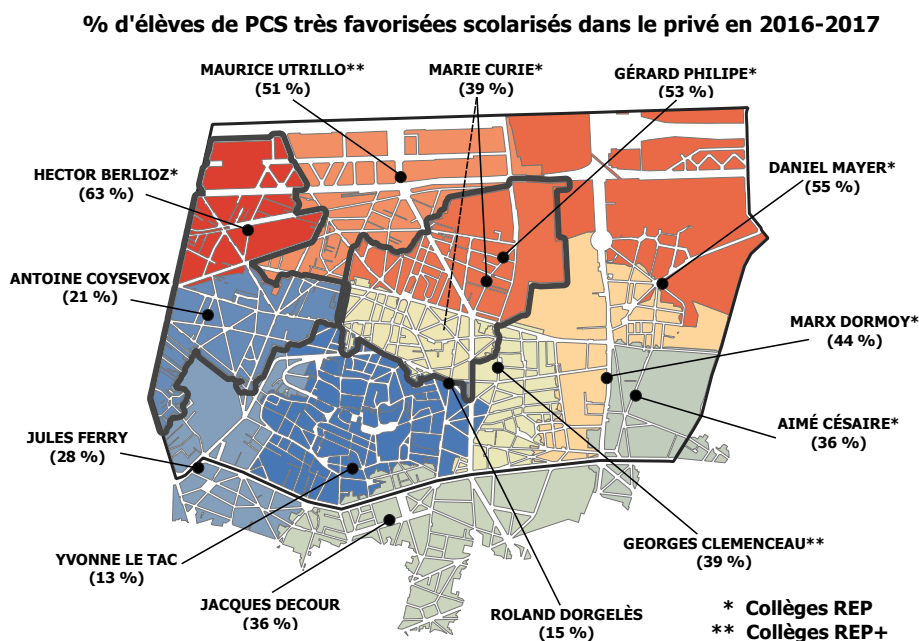 % d'élèves de PCS très favorisées scolarisés dans le privé en 2016-2017
MAURICE UTRILLO**
(51 %)
MARIE CURIE*
(39 %)
GÉRARD PHILIPE*
(53 %)
HECTOR BERLIOZ*
(63 %)
DANIEL MAYER*
(55 %)
ANTOINE COYSEVOX
(21 %)
MARX DORMOY*
(44 %)
JULES FERRY
(28 %)
AIMÉ CÉSAIRE*
(36 %)
YVONNE LE TAC
(13 %)
GEORGES CLEMENCEAU**
(39 %)
JACQUES DECOUR
(36 %)
ROLAND DORGELÈS
(15 %)
* Collèges REP
** Collèges REP+